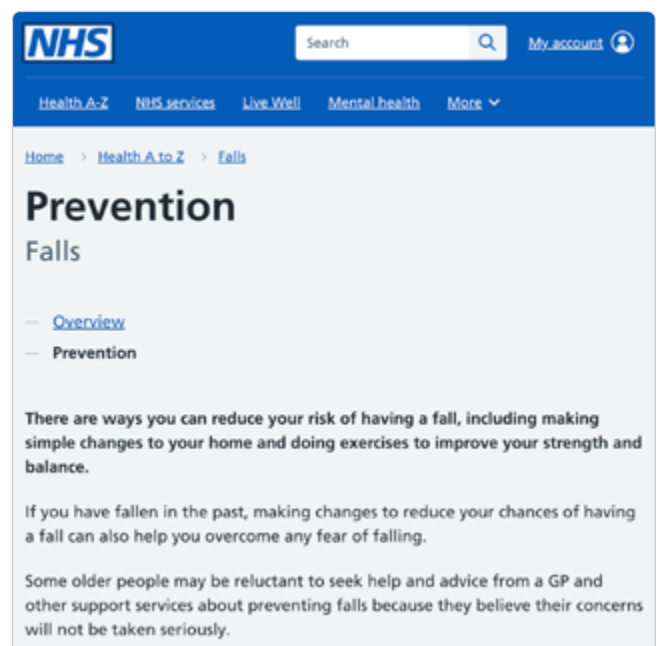 NHS
Search
My account
Health A-Z NHS services Live Well Mental health More
Home > Health A to Z > Falls
Prevention
Falls
— Overview
— Prevention
There are ways you can reduce your risk of having a fall, including making
simple changes to your home and doing exercises to improve your strength and
balance.
If you have fallen in the past, making changes to reduce your chances of having
a fall can also help you overcome any fear of falling.
Some older people may be reluctant to seek help and advice from a GP and
other support services about preventing falls because they believe their concerns
will not be taken seriously.